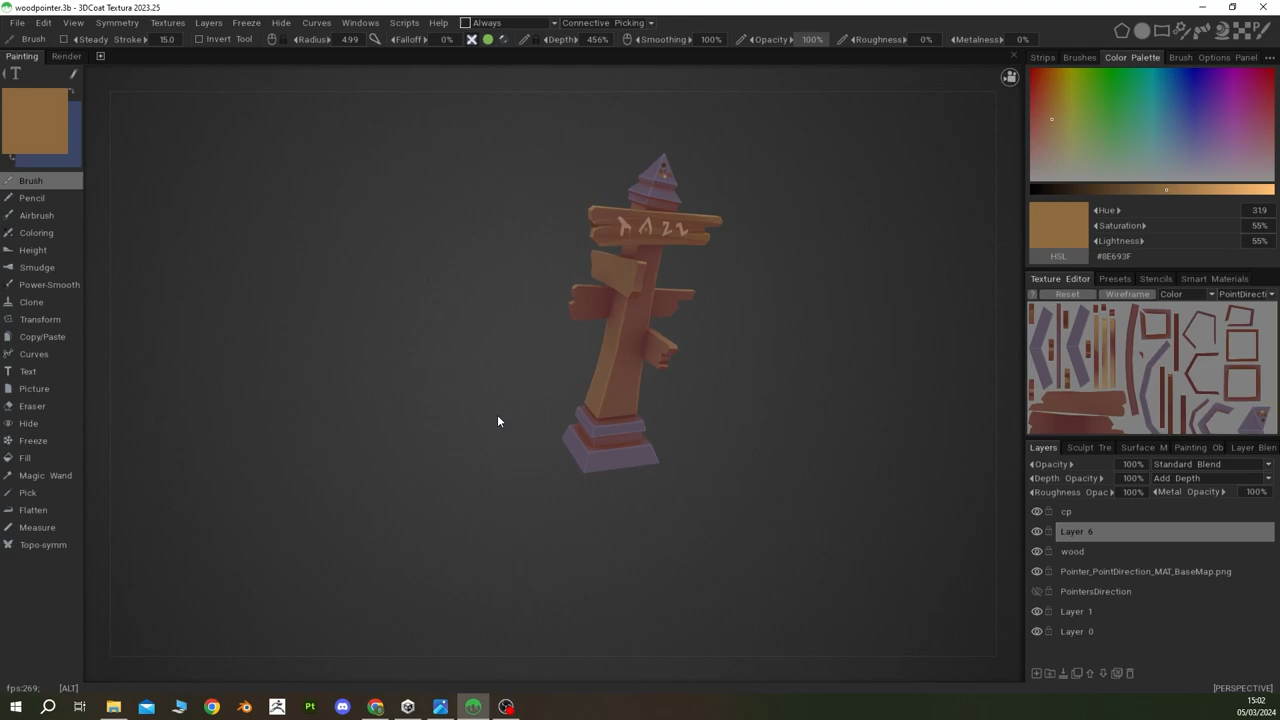 woodpointer.3b - 3DCoat Textura 2023.25
File Edit View Symmetry Textures Layers Freeze Hide Curves Windows Scripts Help Always Connective Picking
Brush Steady Stroke 15.0 Invert Tool Radius 4.99 Falloff 0% Depth 456% Smoothing 100% Opacity 100% Roughness 0% Metalness 0%
Painting Render
Strips Brushes Color Palette Brush Options Panel
T
Brush
Pencil
Airbrush
Coloring
Height
Smudge
Power-Smooth
Clone
Transform
Copy/Paste
Curves
Text
Picture
Eraser
Hide
Freeze
Fill
Magic Wand
Pick
Flatten
Measure
Topo-symm
Hue 31.9
Saturation 55%
Lightness 55%
HSL #8E693F
Texture Editor Presets Stencils Smart Materials
? Reset Wireframe Color PointDirecti
Layers Sculpt Tre Surface M Painting Ob Layer Blen
Opacity 100% Standard Blend
Depth Opacity 100% Add Depth
Roughness Opac 100% Metal Opacity 100%
cp
Layer 6
wood
Pointer_PointDirection_MAT_BaseMap.png
PointersDirection
Layer 1
Layer 0
fps:269; [ALT] [PERSPECTIVE]
Pt
15:02
05/03/2024